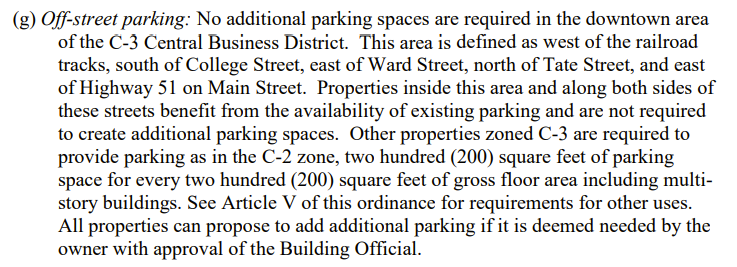 (g) Off-street parking: No additional parking spaces are required in the downtown area
of the C-3 Central Business District.  This area is defined as west of the railroad
tracks, south of College Street, east of Ward Street, north of Tate Street, and east
of Highway 51 on Main Street.  Properties inside this area and along both sides of
these streets benefit from the availability of existing parking and are not required
to create additional parking spaces.  Other properties zoned C-3 are required to
provide parking as in the C-2 zone, two hundred (200) square feet of parking
space for every two hundred (200) square feet of gross floor area including multi-
story buildings. See Article V of this ordinance for requirements for other uses.
All properties can propose to add additional parking if it is deemed needed by the
owner with approval of the Building Official.